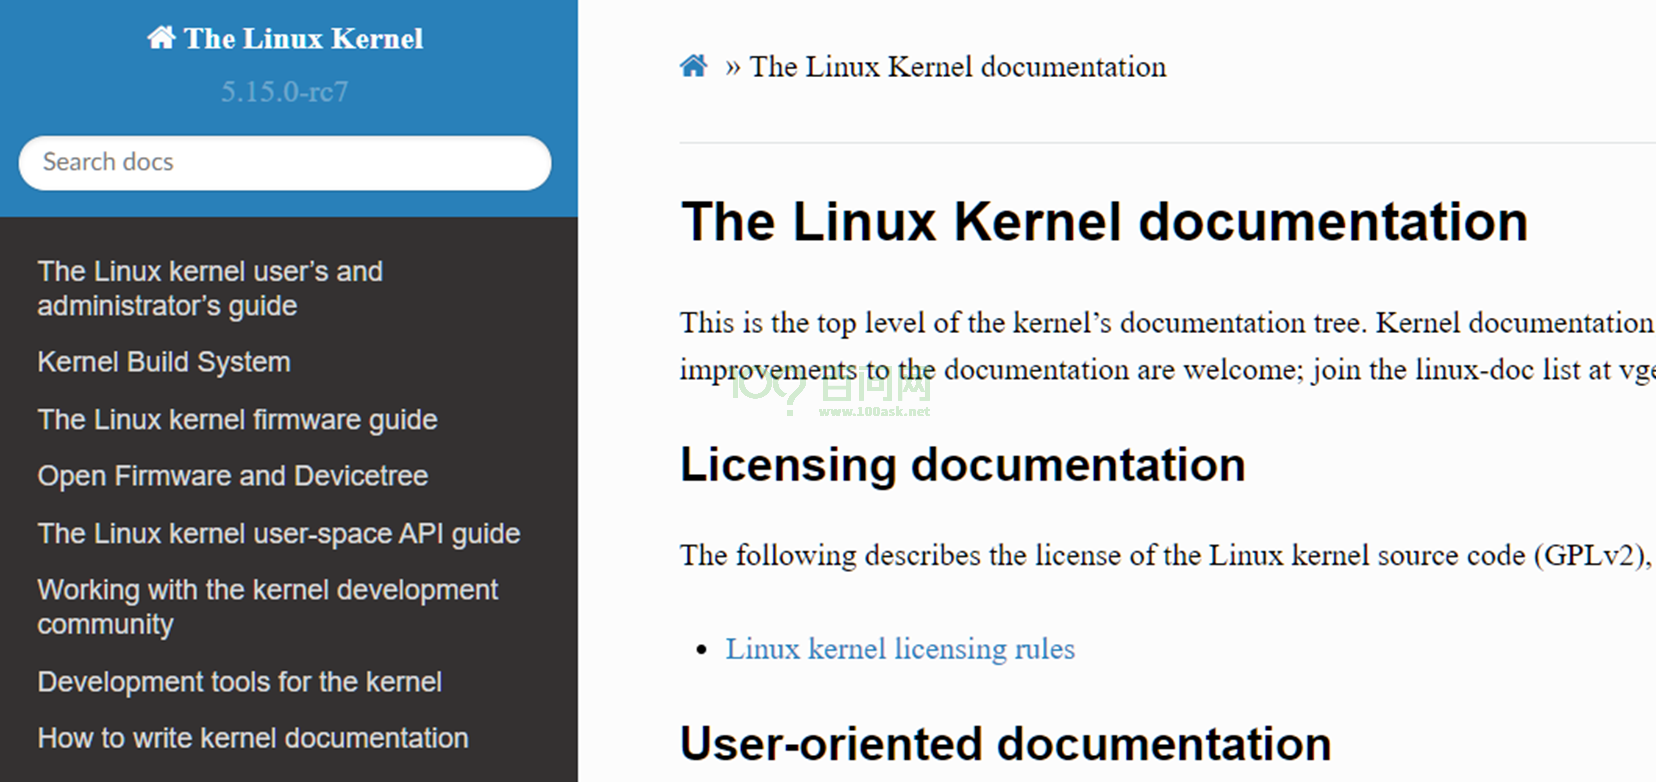 The Linux Kernel
5.15.0-rc7
Search docs
The Linux kernel user’s and
administrator’s guide
Kernel Build System
The Linux kernel firmware guide
Open Firmware and Devicetree
The Linux kernel user-space API guide
Working with the kernel development
community
Development tools for the kernel
How to write kernel documentation
» The Linux Kernel documentation
The Linux Kernel documentation
This is the top level of the kernel’s documentation tree. Kernel documentation
improvements to the documentation are welcome; join the linux-doc list at vge
100? 百问网
www.100ask.net
Licensing documentation
The following describes the license of the Linux kernel source code (GPLv2),
• Linux kernel licensing rules
User-oriented documentation